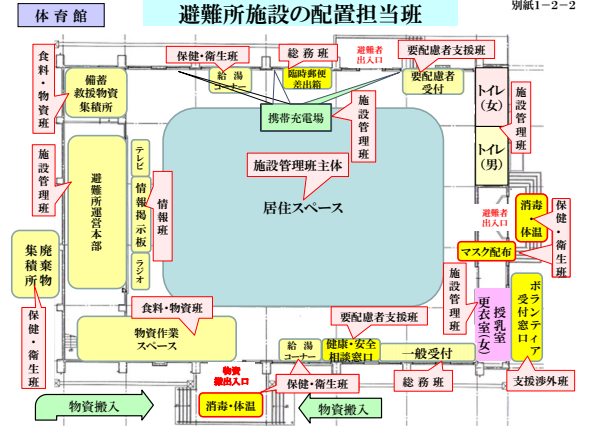 別紙1－2－2
体育館
避難所施設の配置担当班
食料・物資班
備蓄
救援物資
集積所
保健・衛生班
給湯
コーナー
総務班
臨時郵便
差出箱
避難者
出入口
要配慮者支援班
要配慮者
受付
トイレ
(女)
施設管理班
携帯充電場
施設管理班
トイレ
(男)
施設管理班
避難所運営本部
テレビ
情報掲示板
ラジオ
情報班
施設管理班主体
居住スペース
避難者
出入口
消毒
・
体温
保健・衛生班
マスク配布
廃棄物
集積所
保健・衛生班
食料・物資班
物資作業
スペース
要配慮者支援班
給湯
コーナー
健康・安全
相談窓口
一般受付
施設管理班
授乳室
更衣室(女)
ボランティア
受付窓口
物資
搬出入口
保健・衛生班
総務班
支援渉外班
物資搬入
消毒・体温
物資搬入